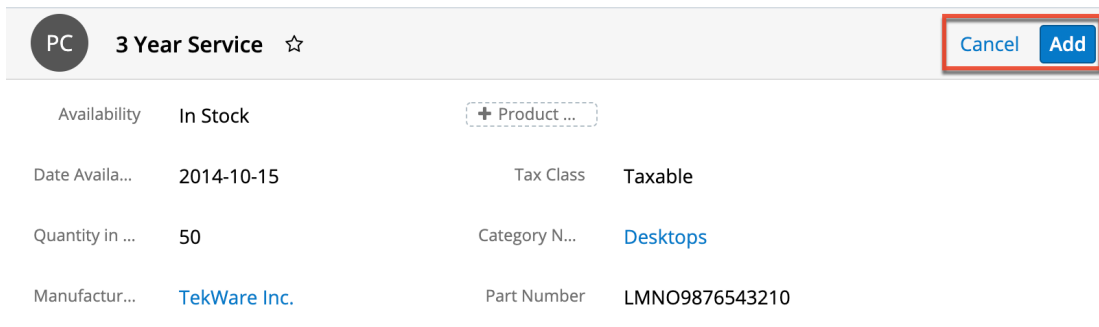 PC 3 Year Service Cancel Add
Availability In Stock + Product ...
Date Availa... 2014-10-15 Tax Class Taxable
Quantity in ... 50 Category N... Desktops
Manufactur... TekWare Inc. Part Number LMNO9876543210